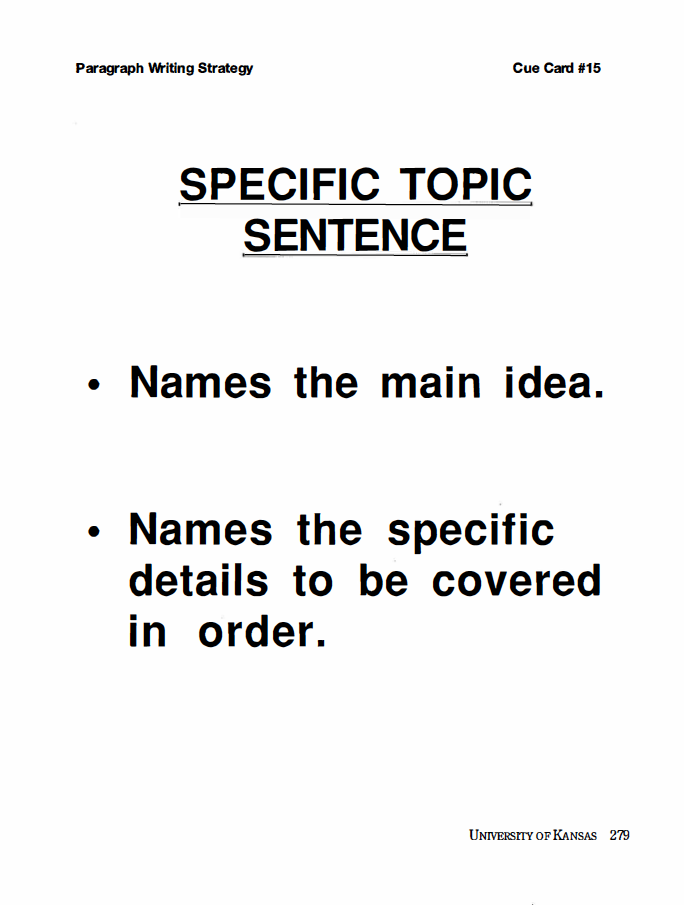 Paragraph Writing Strategy Cue Card #15
SPECIFIC TOPIC
SENTENCE
• Names the main idea.
• Names the specific
details to be covered
in order.
UNIVERSITY OF KANSAS 279